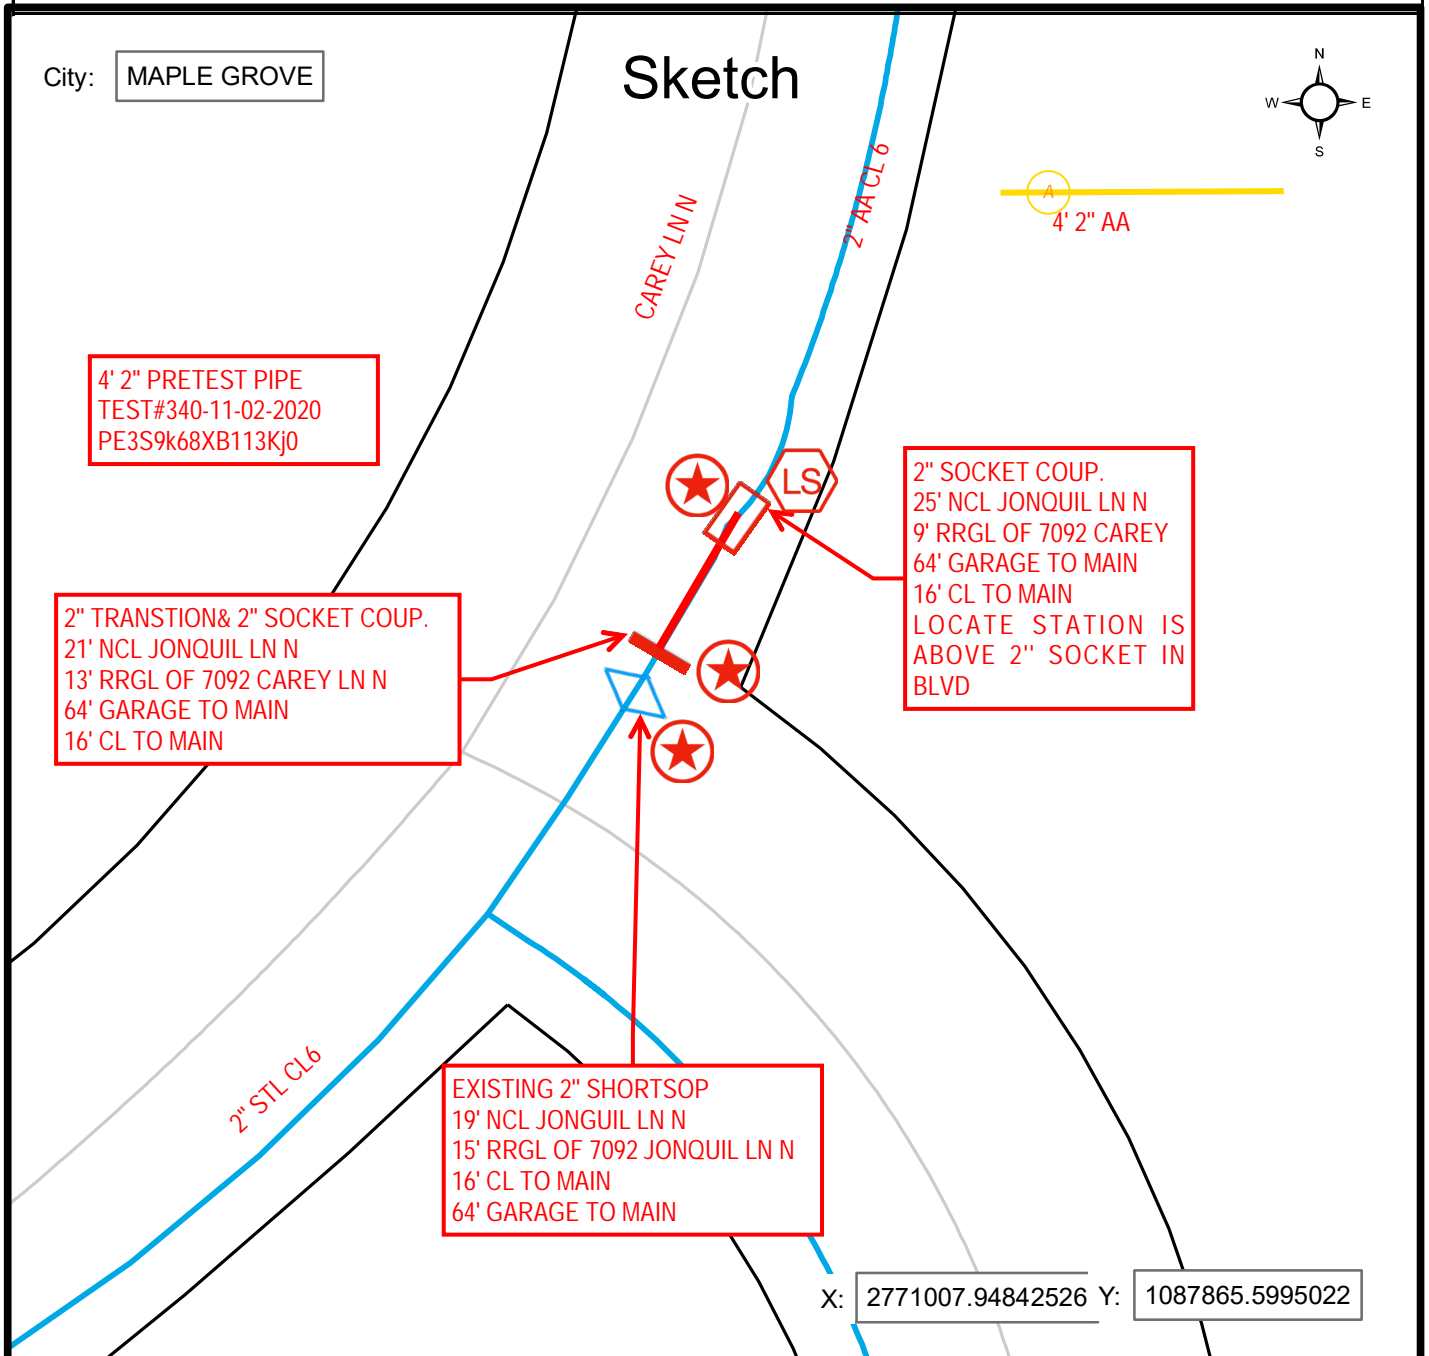 City: MAPLE GROVE
Sketch
N
W E
S
A
4' 2" AA
2" AA CL 6
CAREY LN N
4' 2" PRETEST PIPE
TEST#340-11-02-2020
PE3S9k68XB113Kj0
LS
2" SOCKET COUP.
25' NCL JONQUIL LN N
9' RRGL OF 7092 CAREY
64' GARAGE TO MAIN
16' CL TO MAIN
LOCATE STATION IS
ABOVE 2'' SOCKET IN
BLVD
2" TRANSTION& 2" SOCKET COUP.
21' NCL JONQUIL LN N
13' RRGL OF 7092 CAREY LN N
64' GARAGE TO MAIN
16' CL TO MAIN
2" STL CL6
EXISTING 2" SHORTSOP
19' NCL JONGUIL LN N
15' RRGL OF 7092 JONQUIL LN N
16' CL TO MAIN
64' GARAGE TO MAIN
X: 2771007.94842526 Y: 1087865.5995022